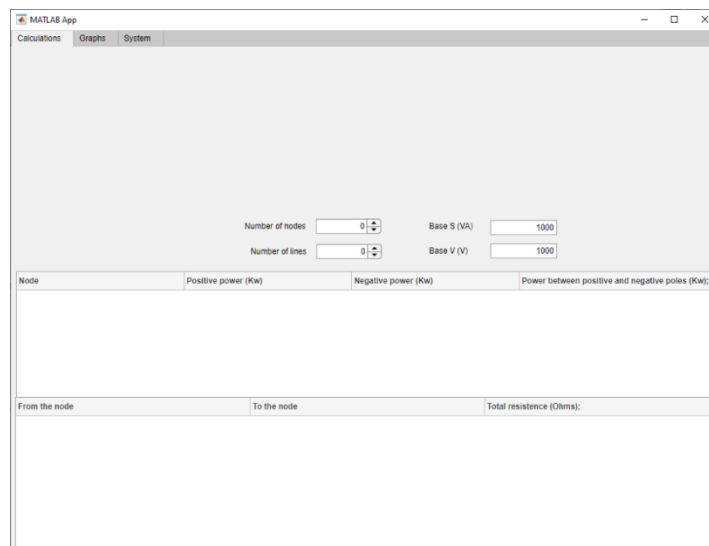 MATLAB App
Calculations Graphs System
Number of nodes 0 Base S (VA) 1000
Number of lines 0 Base V (V) 1000
Node Positive power (Kw) Negative power (Kw) Power between positive and negative poles (Kw);
From the node To the node Total resistence (Ohms);